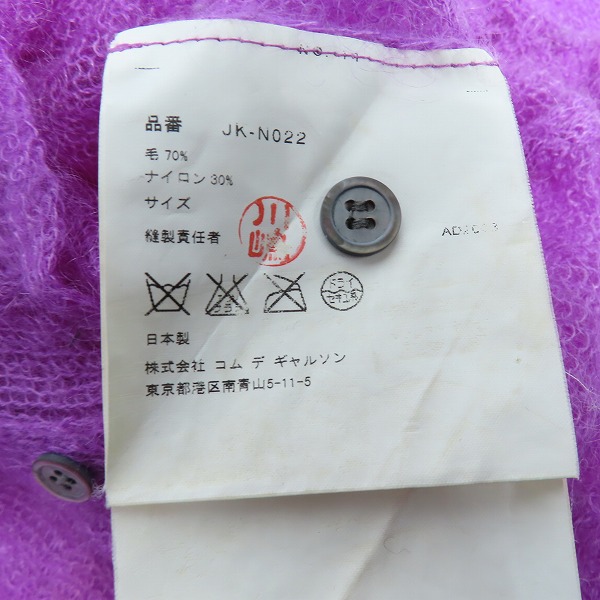 品番 JK-N022
毛 70%
ナイロン 30%
サイズ
縫製責任者
川崎
日本製
株式会社 コム デ ギャルソン
東京都港区南青山5-11-5